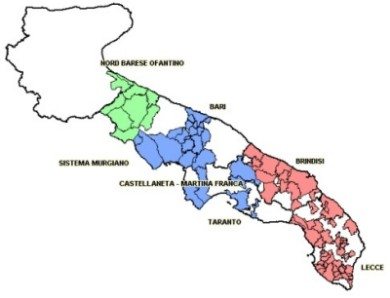 NORD BARESE OFANTINO
BARI
SISTEMA MURGIANO
BRINDISI
CASTELLANETA - MARTINA FRANCA
TARANTO
LECCE